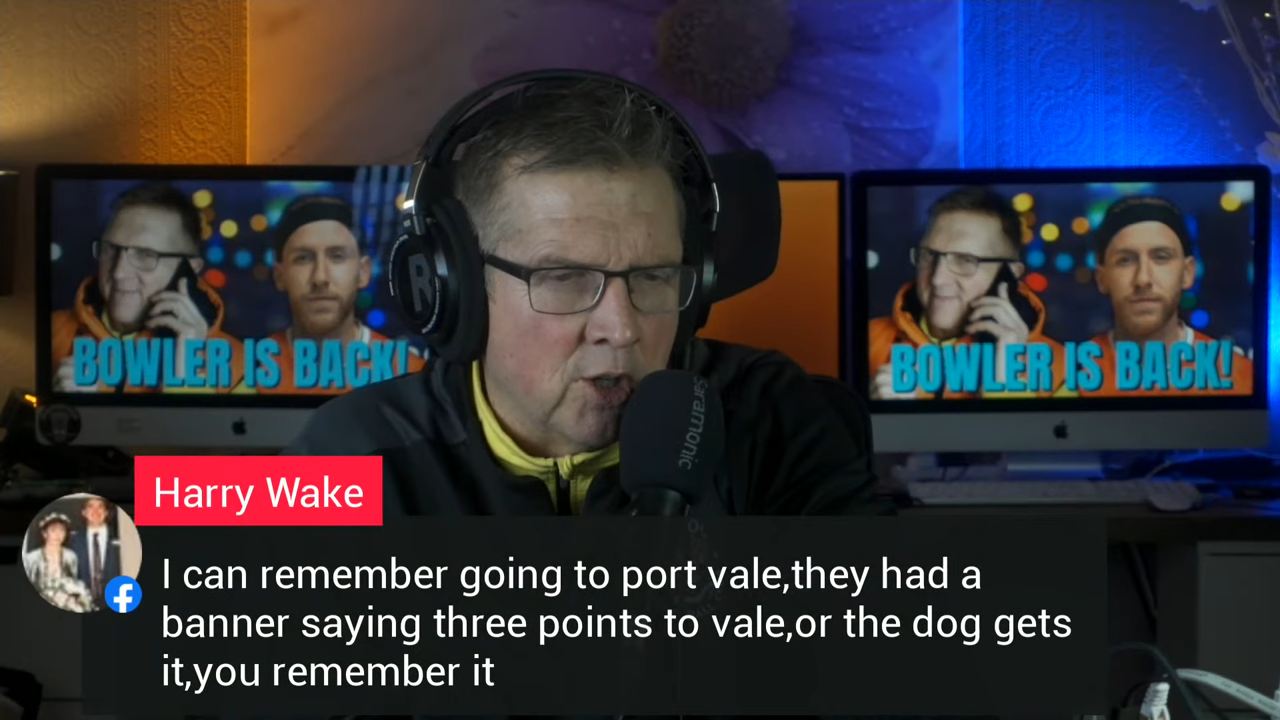 BOWLER IS BACK!
BOWLER IS BACK!
R
saramonic
Harry Wake
I can remember going to port vale,they had a
banner saying three points to vale,or the dog gets
it,you remember it